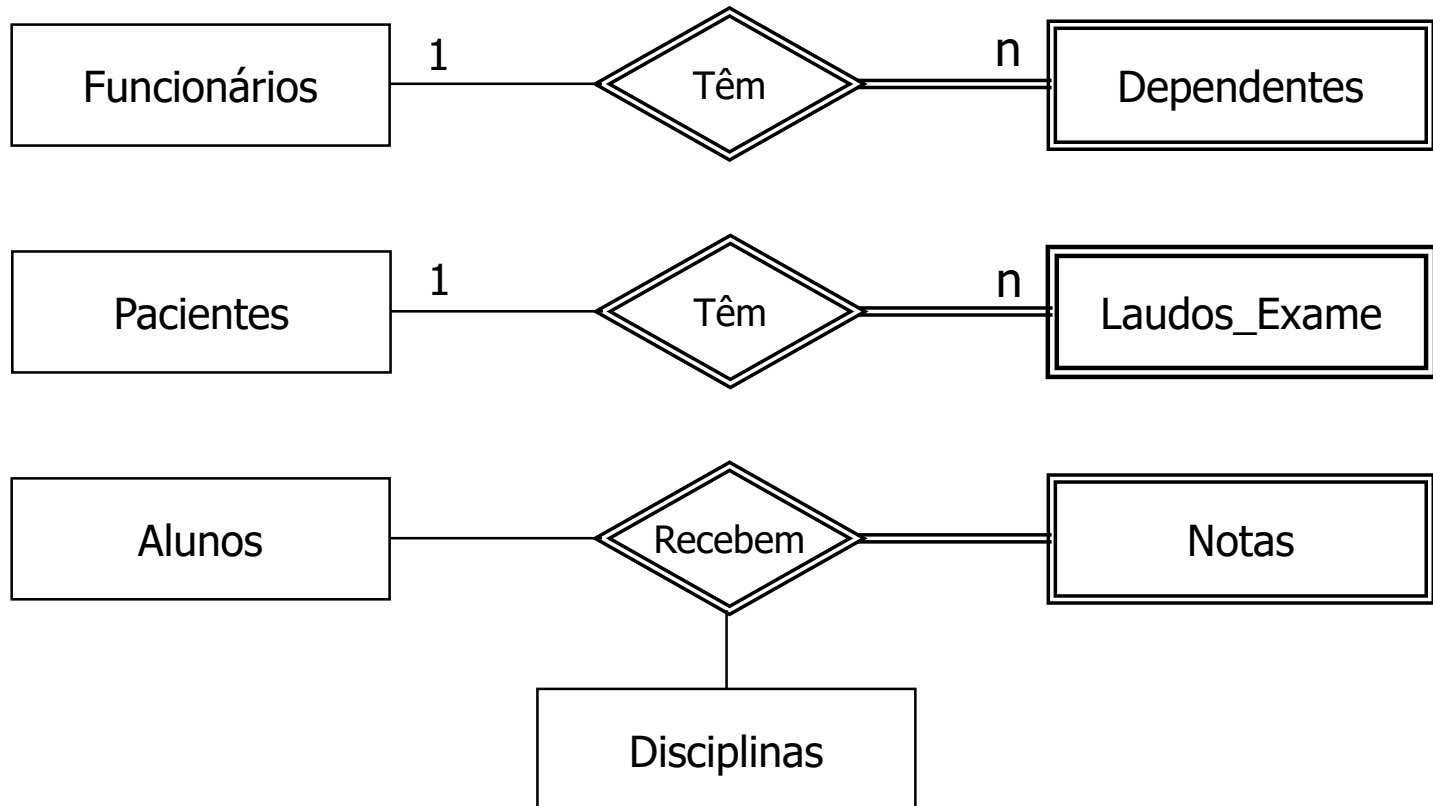 Funcionários
1
Têm
n
Dependentes
Pacientes
1
Têm
n
Laudos_Exame
Alunos
Recebem
Notas
Disciplinas